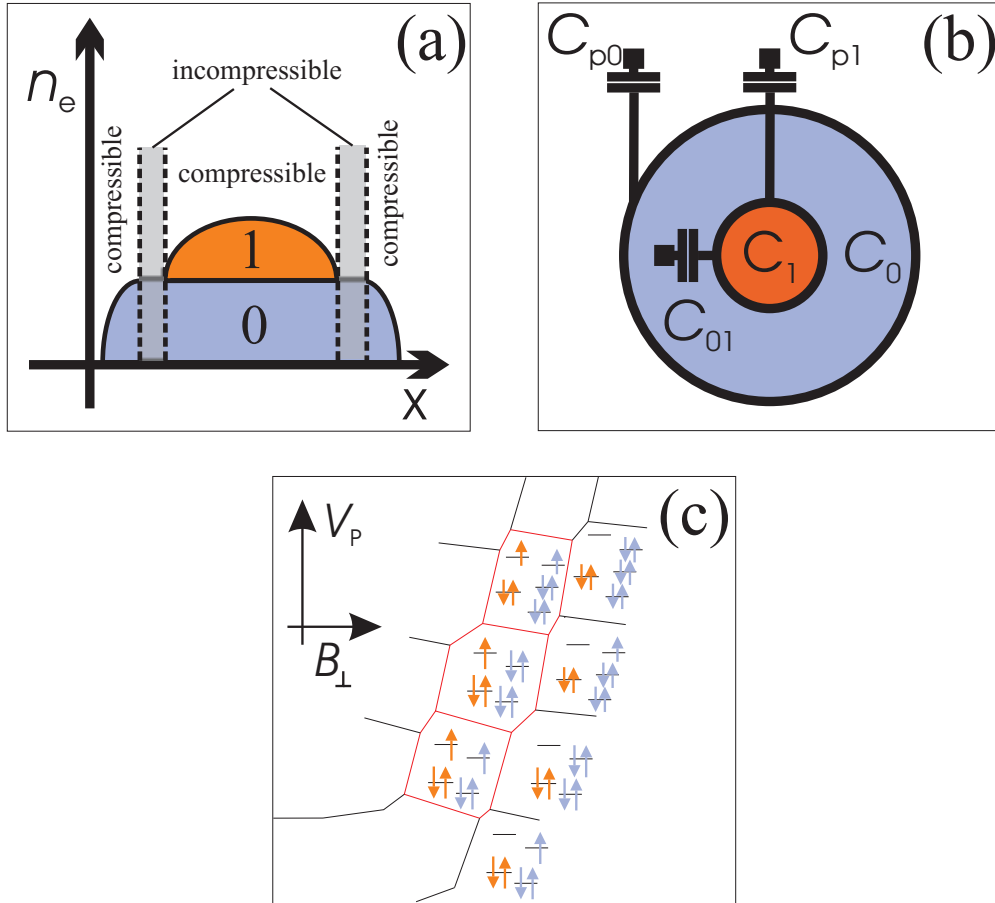 (a)
n_e
incompressible
compressible
compressible
compressible
1
0
X
(b)
C_p0
C_p1
C_1
C_0
C_01
(c)
V_P
B_⊥